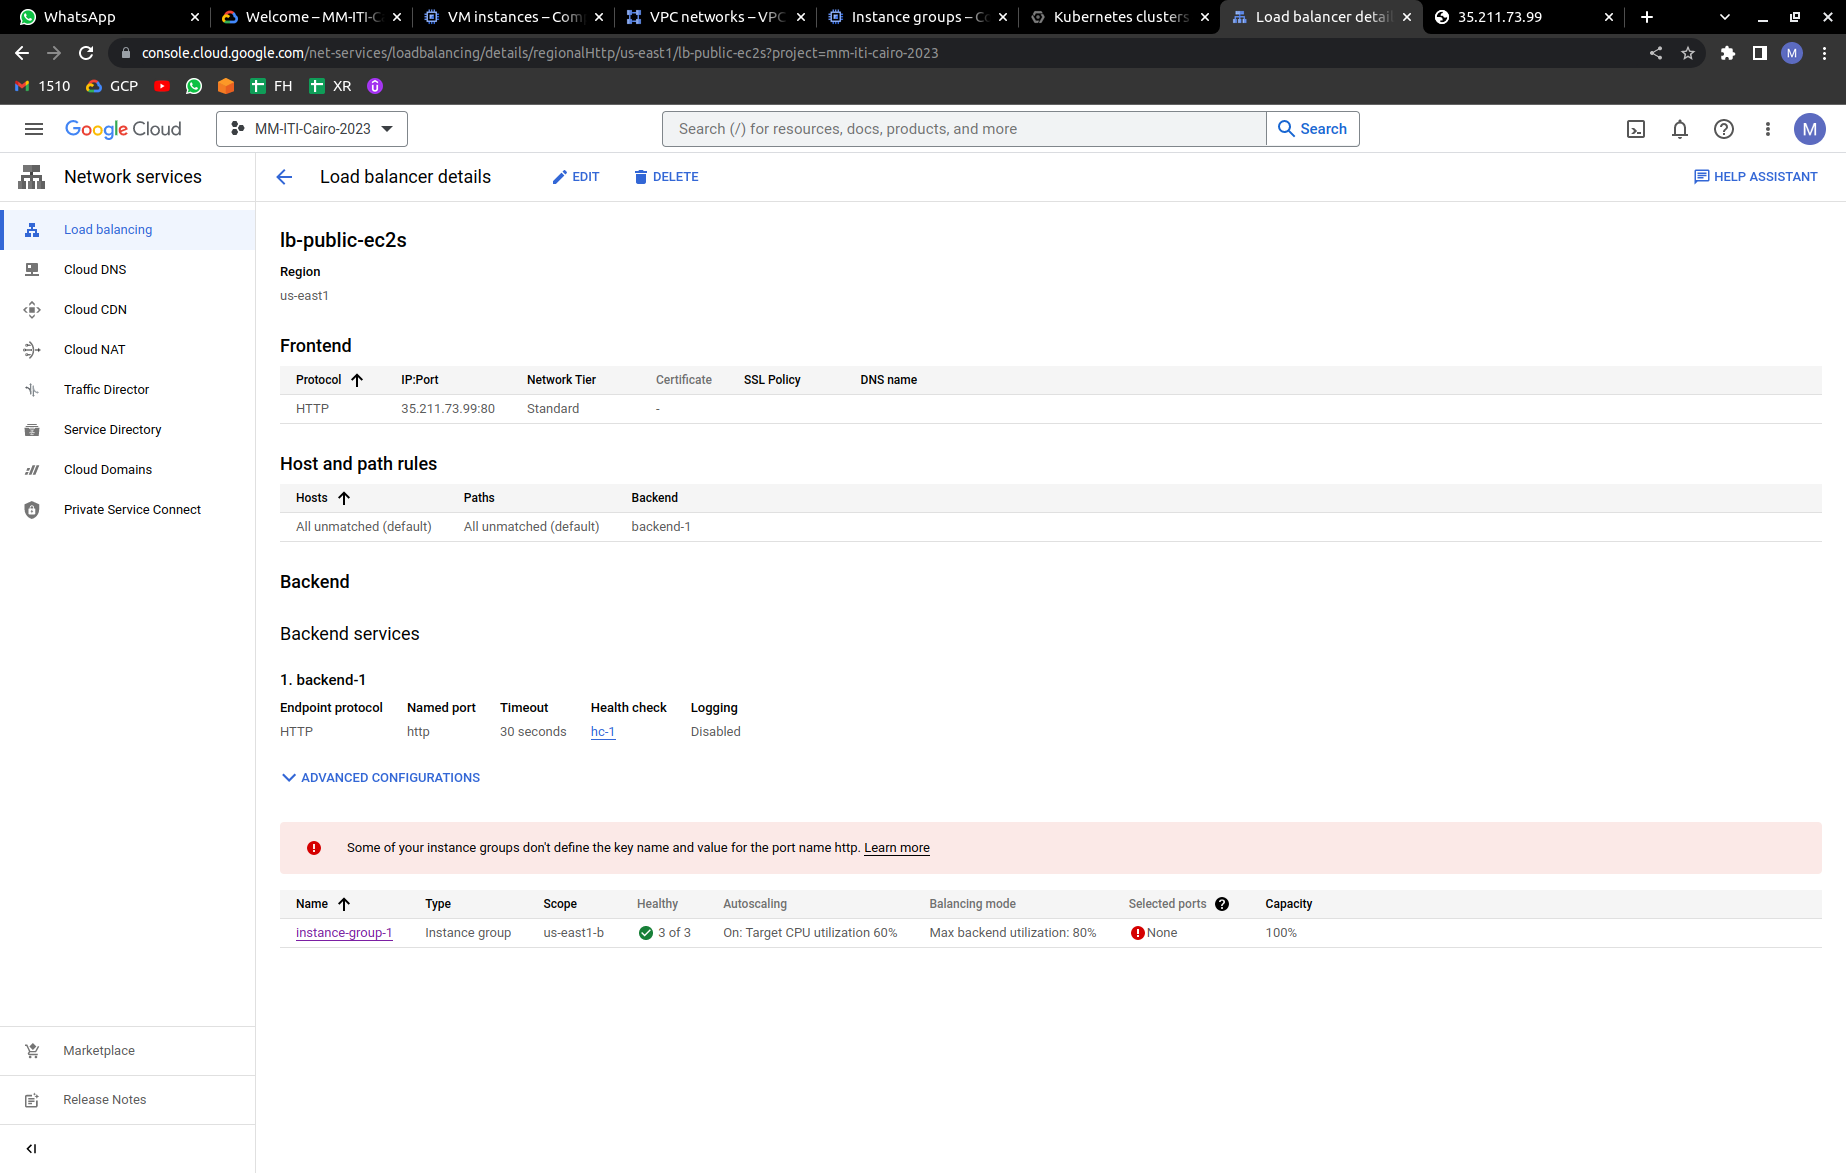 WhatsApp
Welcome – MM-ITI-C
VM instances – Com
VPC networks – VPC
Instance groups – Co
Kubernetes clusters
Load balancer detail
35.211.73.99
console.cloud.google.com/net-services/loadbalancing/details/regionalHttp/us-east1/lb-public-ec2s?project=mm-iti-cairo-2023
M
1510
GCP
FH
XR
Google Cloud
MM-ITI-Cairo-2023
Search (/) for resources, docs, products, and more
Search
M
Network services
Load balancer details
EDIT
DELETE
HELP ASSISTANT
Load balancing
Cloud DNS
Cloud CDN
Cloud NAT
Traffic Director
Service Directory
Cloud Domains
Private Service Connect
Marketplace
Release Notes
lb-public-ec2s
Region
us-east1
Frontend
Protocol IP:Port Network Tier Certificate SSL Policy DNS name
HTTP 35.211.73.99:80 Standard -
Host and path rules
Hosts Paths Backend
All unmatched (default) All unmatched (default) backend-1
Backend
Backend services
1. backend-1
Endpoint protocol Named port Timeout Health check Logging
HTTP http 30 seconds hc-1 Disabled
ADVANCED CONFIGURATIONS
Some of your instance groups don't define the key name and value for the port name http. Learn more
Name Type Scope Healthy Autoscaling Balancing mode Selected ports Capacity
instance-group-1 Instance group us-east1-b 3 of 3 On: Target CPU utilization 60% Max backend utilization: 80% None 100%